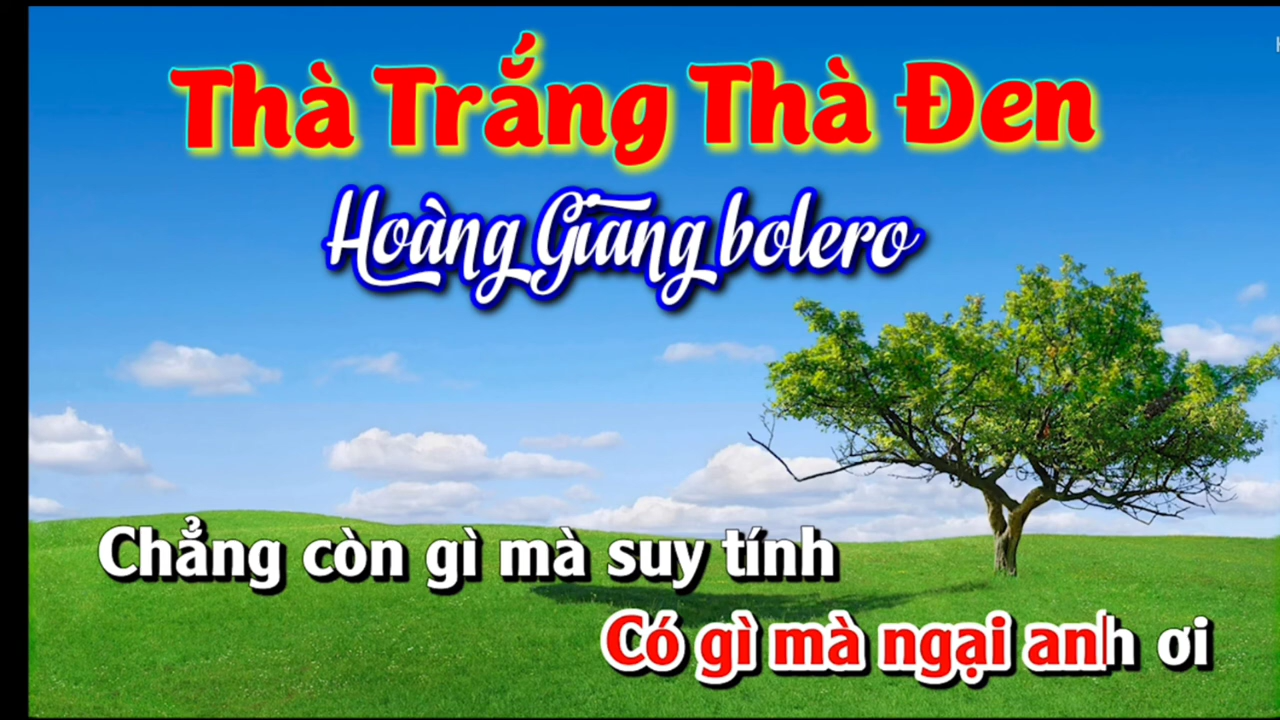 Thà Trắng Thà Đen
Hoàng Giang bolero
Chẳng còn gì mà suy tính
Có gì mà ngại anh ơi